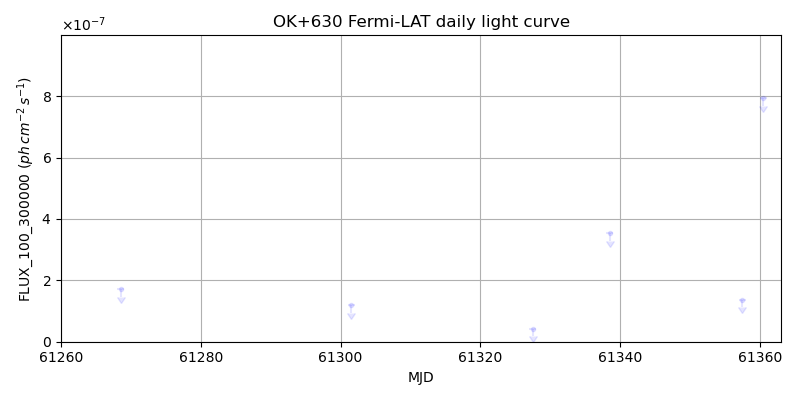 OK+630 Fermi-LAT daily light curve
×10⁻⁷
FLUX_100_300000 (ph cm⁻² s⁻¹)
8
6
4
2
0
61260 61280 61300 61320 61340 61360
MJD